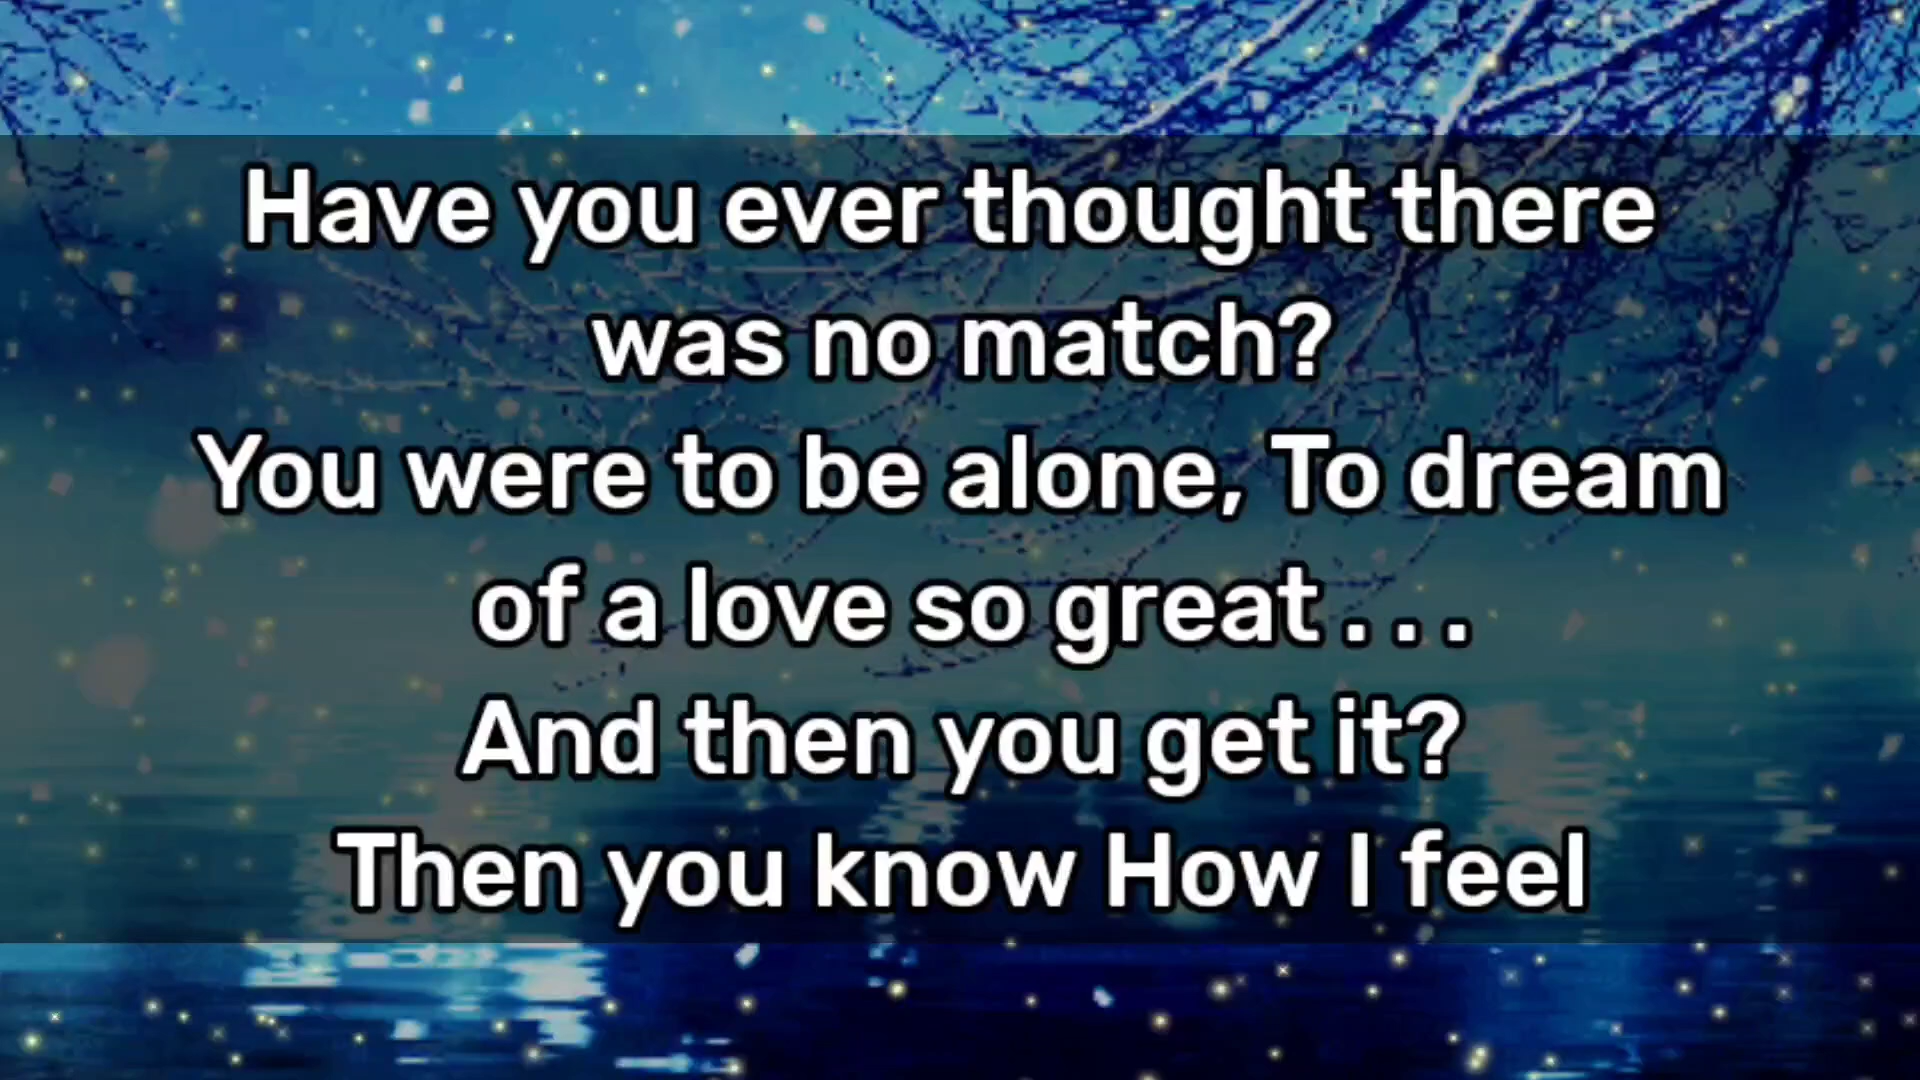 Have you ever thought there
was no match?
You were to be alone, To dream
of a love so great . . .
And then you get it?
Then you know How I feel